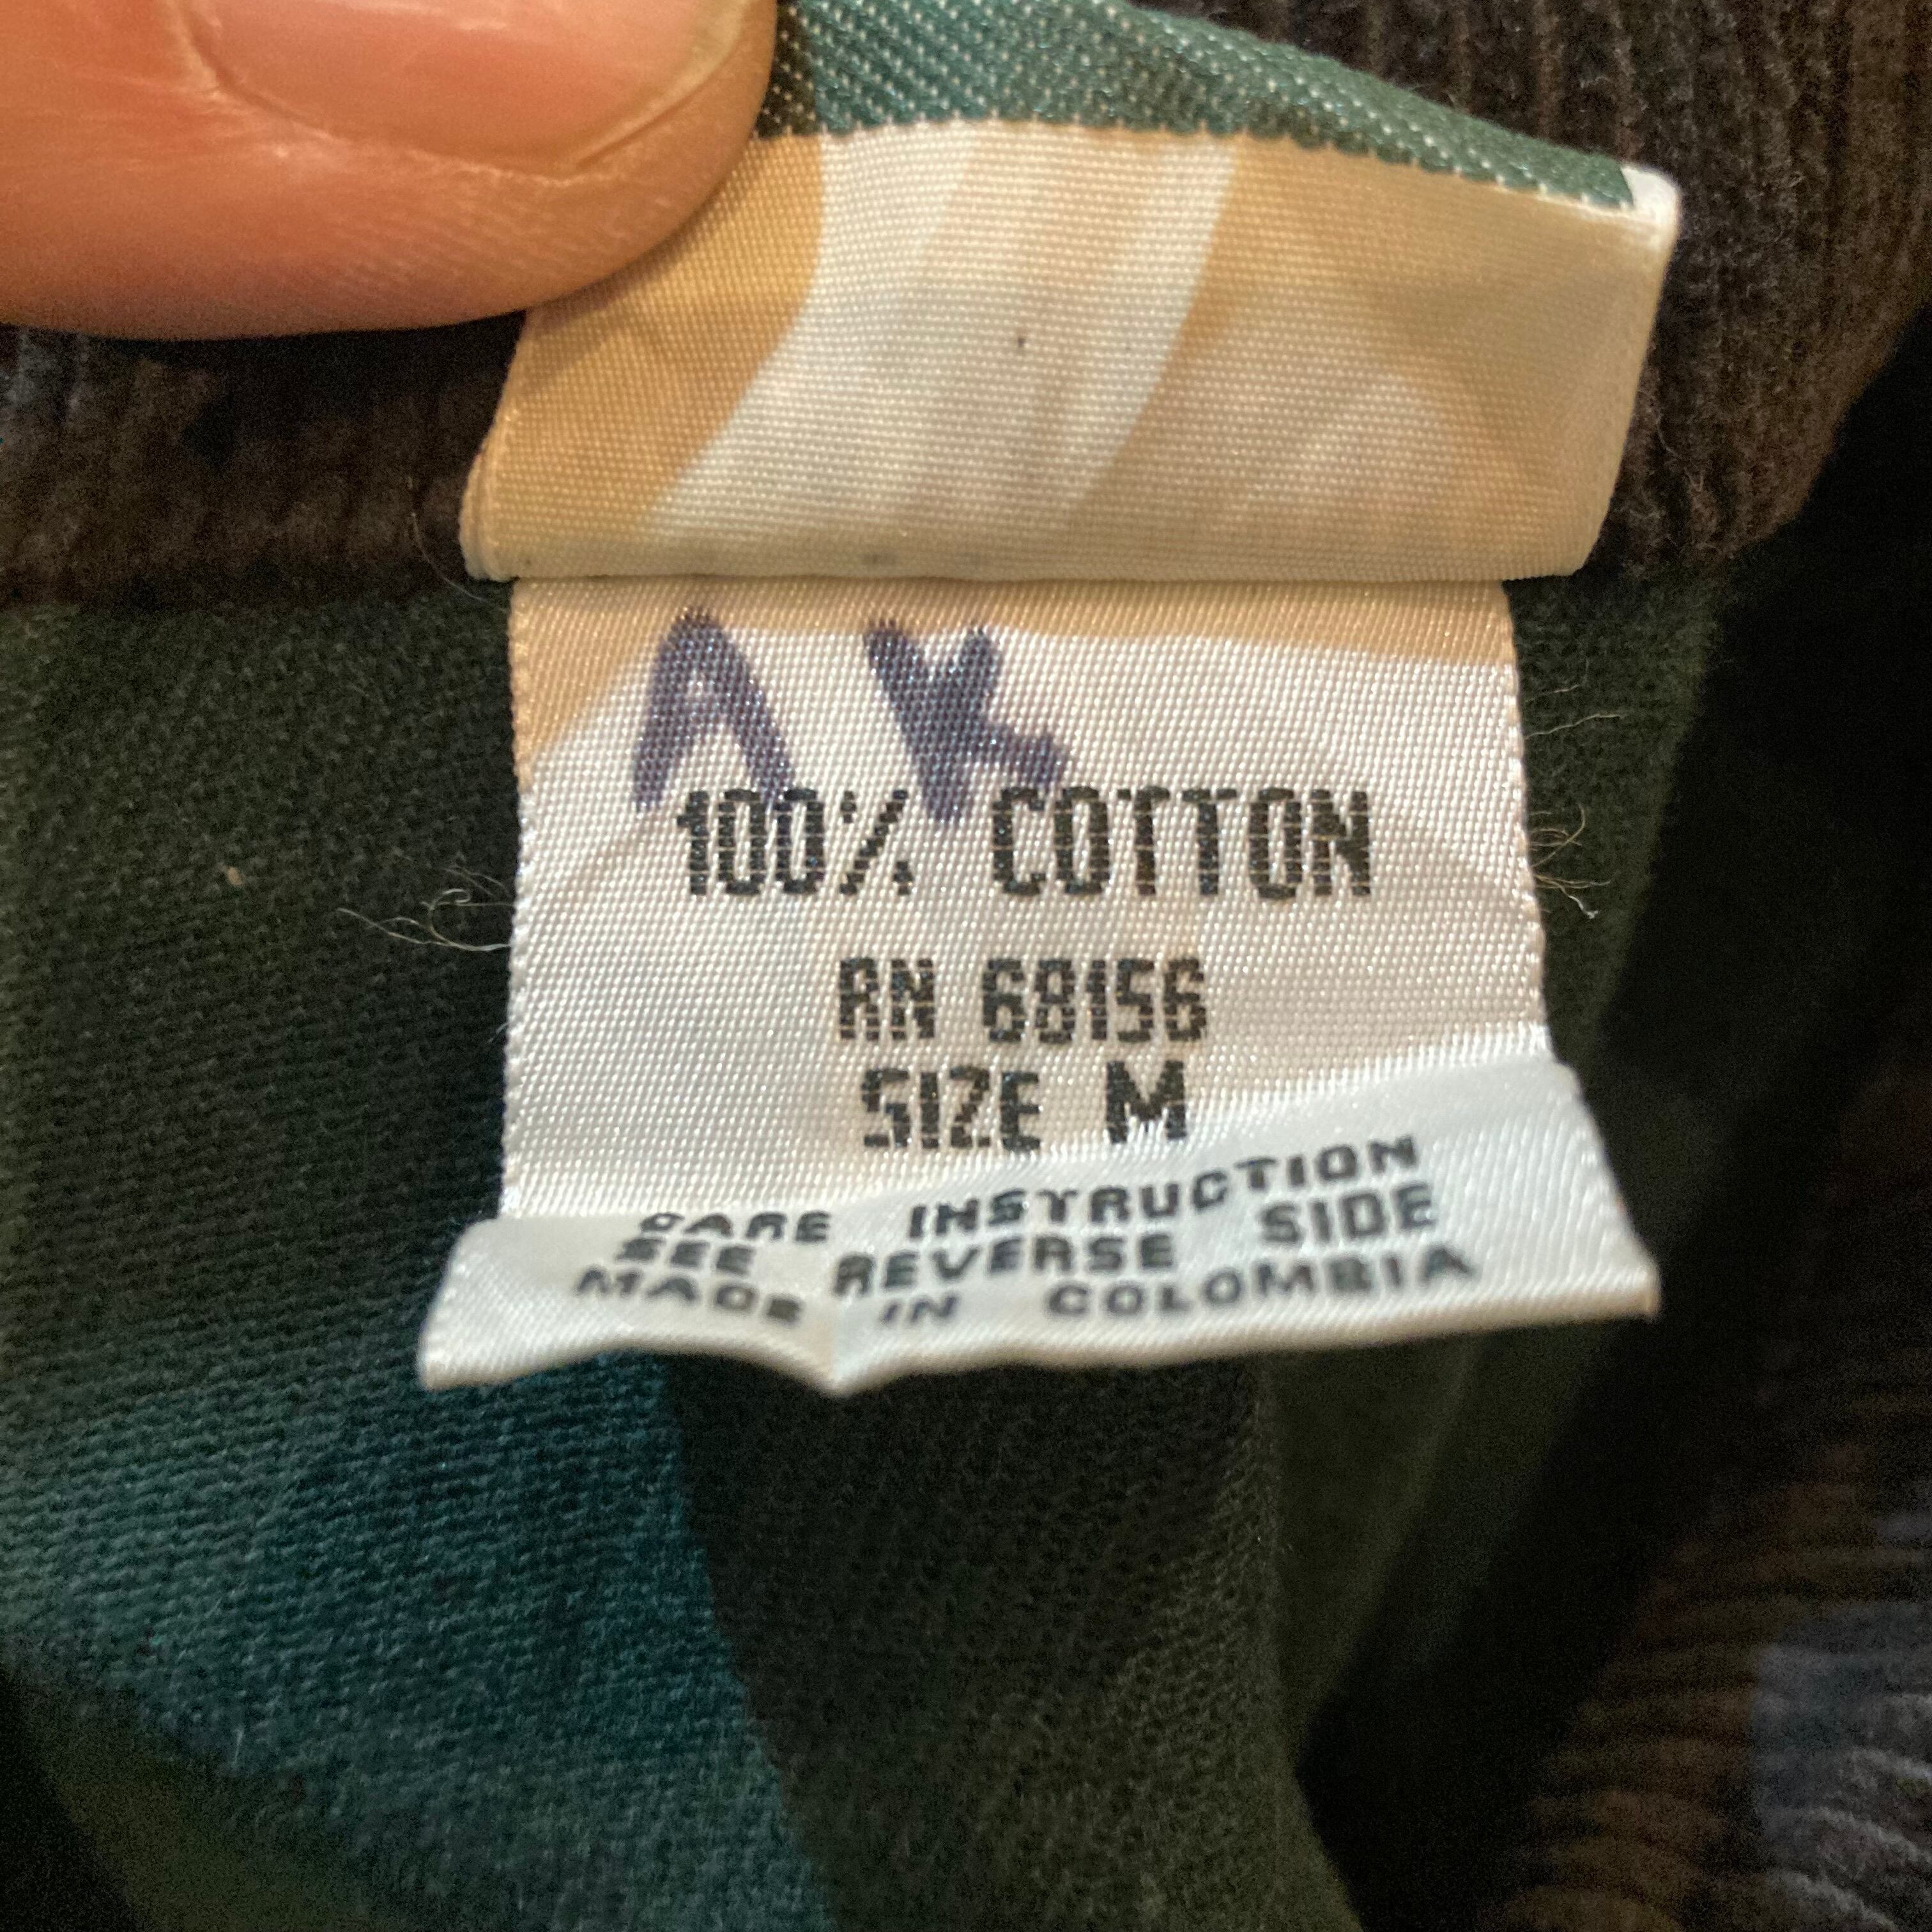 AK
100% COTTON
RN 68156
SIZE M
CARE INSTRUCTION
SEE REVERSE SIDE
MADE IN COLOMBIA